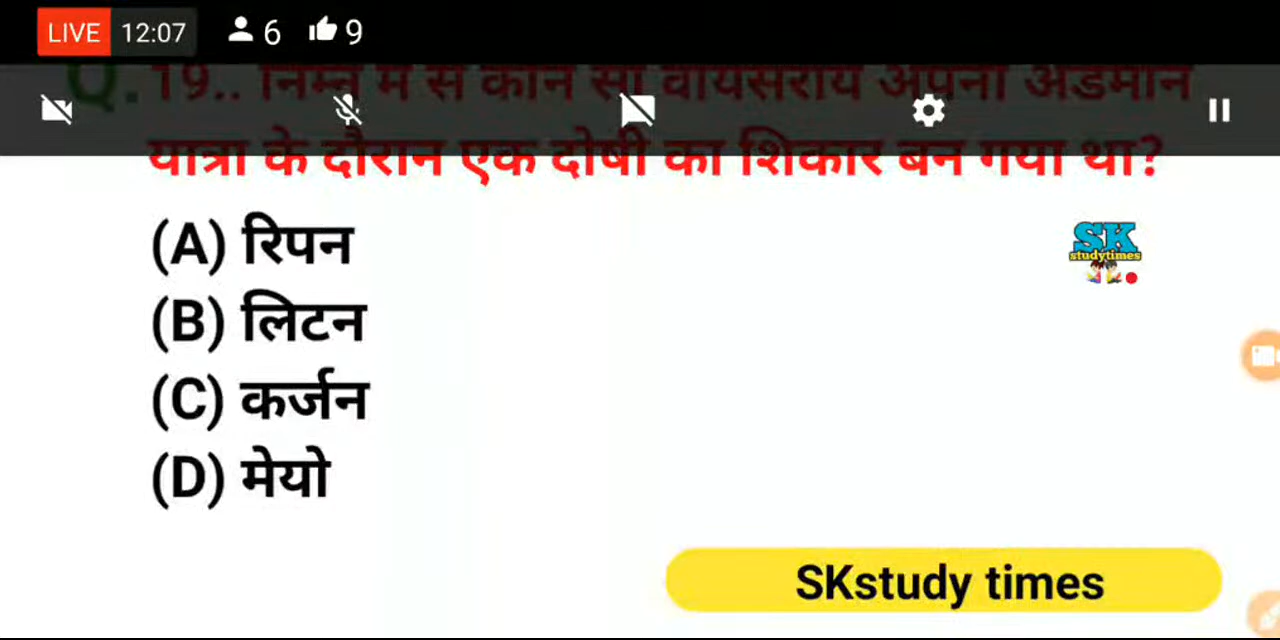 LIVE 12:07 6 9
Q.19.. निम्न में से कौन सा वायसराय अपनी अंडमान
यात्रा के दौरान एक दोषी का शिकार बन गया था?
(A) रिपन
(B) लिटन
(C) कर्जन
(D) मेयो
SK
studytimes
SKstudy times